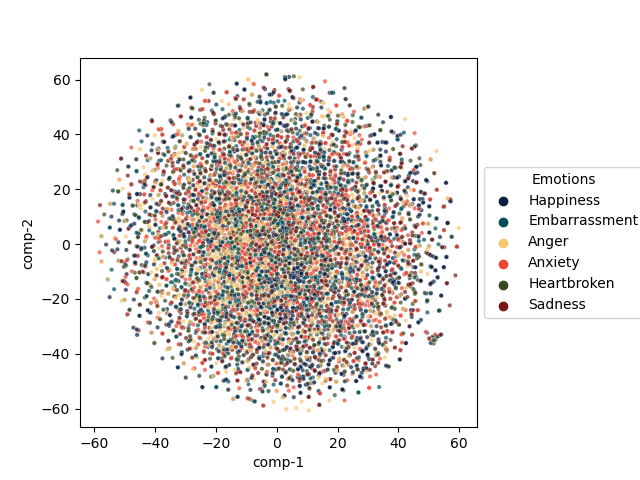 60
40
20
0
−20
−40
−60
comp-2
−60 −40 −20 0 20 40 60
comp-1
Emotions
Happiness
Embarrassment
Anger
Anxiety
Heartbroken
Sadness